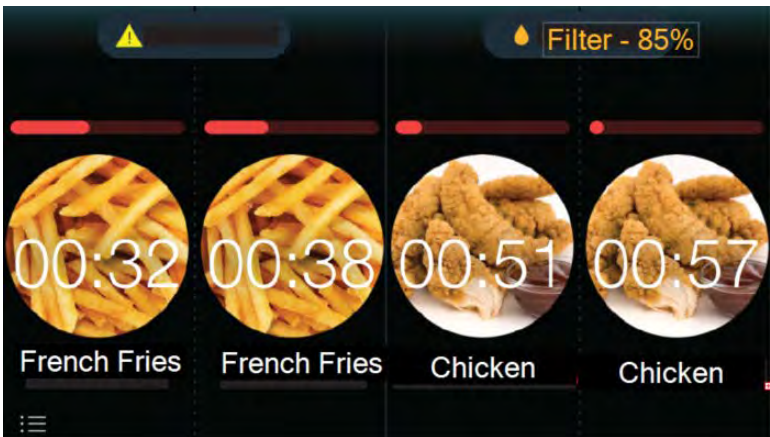 Filter - 85%
00:32
00:38
00:51
00:57
French Fries
French Fries
Chicken
Chicken